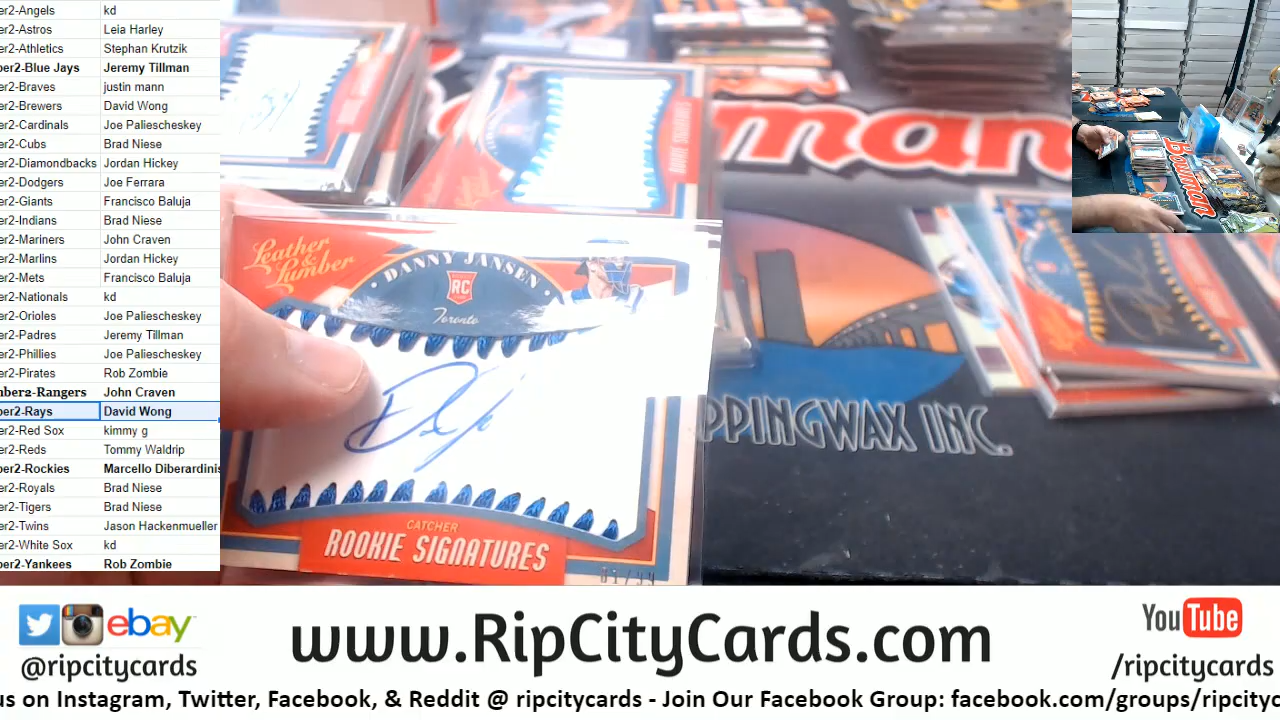 er2-Angels kd
er2-Astros Leia Harley
er2-Athletics Stephan Krutzik
per2-Blue Jays Jeremy Tillman
er2-Braves justin mann
er2-Brewers David Wong
er2-Cardinals Joe Paliescheskey
er2-Cubs Brad Niese
er2-Diamondbacks Jordan Hickey
er2-Dodgers Joe Ferrara
er2-Giants Francisco Baluja
er2-Indians Brad Niese
er2-Mariners John Craven
er2-Marlins Jordan Hickey
er2-Mets Francisco Baluja
er2-Nationals kd
er2-Orioles Joe Paliescheskey
er2-Padres Jeremy Tillman
er2-Phillies Joe Paliescheskey
er2-Pirates Rob Zombie
mber2-Rangers John Craven
per2-Rays David Wong
er2-Red Sox kimmy g
er2-Reds Tommy Waldrip
per2-Rockies Marcello Diberardinis
er2-Royals Brad Niese
er2-Tigers Brad Niese
er2-Twins Jason Hackenmueller
er2-White Sox kd
per2-Yankees Rob Zombie
Leather & Lumber
DANNY JANSEN
RC
Toronto
CATCHER
ROOKIE SIGNATURES
Bowman
PPINGWAX INC.
Bowman
ebay
@ripcitycards
www.RipCityCards.com
YouTube
/ripcitycards
us on Instagram, Twitter, Facebook, & Reddit @ ripcitycards - Join Our Facebook Group: facebook.com/groups/ripcityc